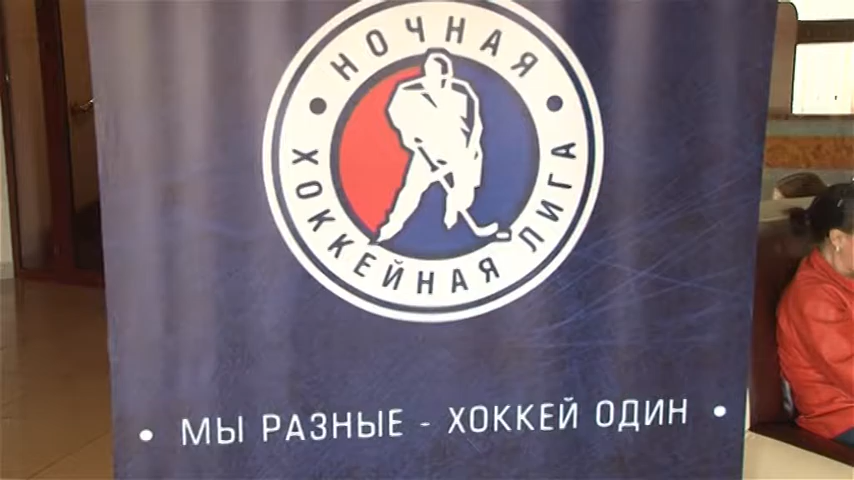 НОЧНАЯ
ХОККЕЙНАЯ ЛИГА
• МЫ РАЗНЫЕ - ХОККЕЙ ОДИН •